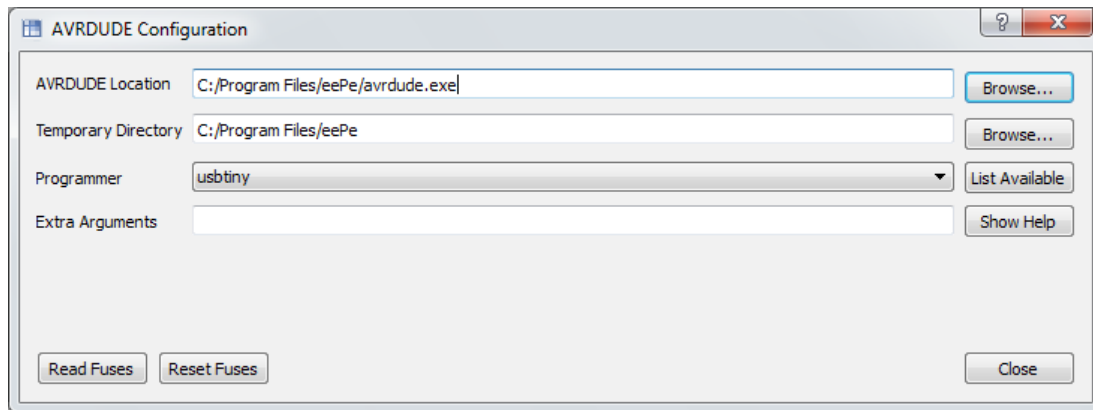 AVRDUDE Configuration
AVRDUDE Location C:/Program Files/eePe/avrdude.exe Browse...
Temporary Directory C:/Program Files/eePe Browse...
Programmer usbtiny List Available
Extra Arguments Show Help
Read Fuses Reset Fuses Close